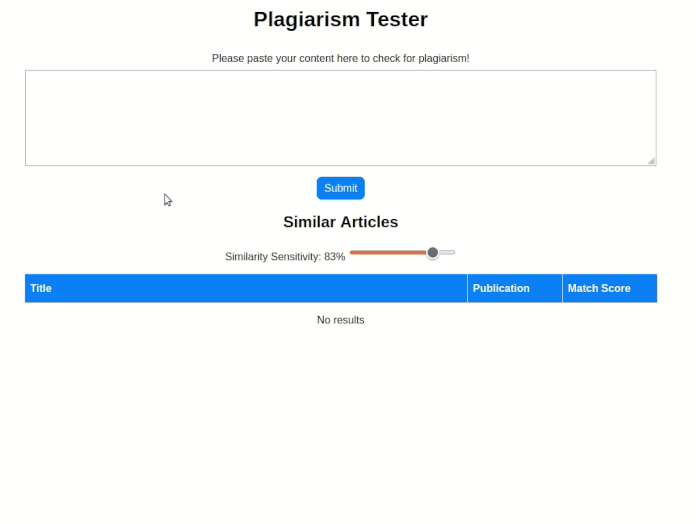 Plagiarism Tester
Please paste your content here to check for plagiarism!
Submit
Similar Articles
Similarity Sensitivity: 83%
Title Publication Match Score
No results